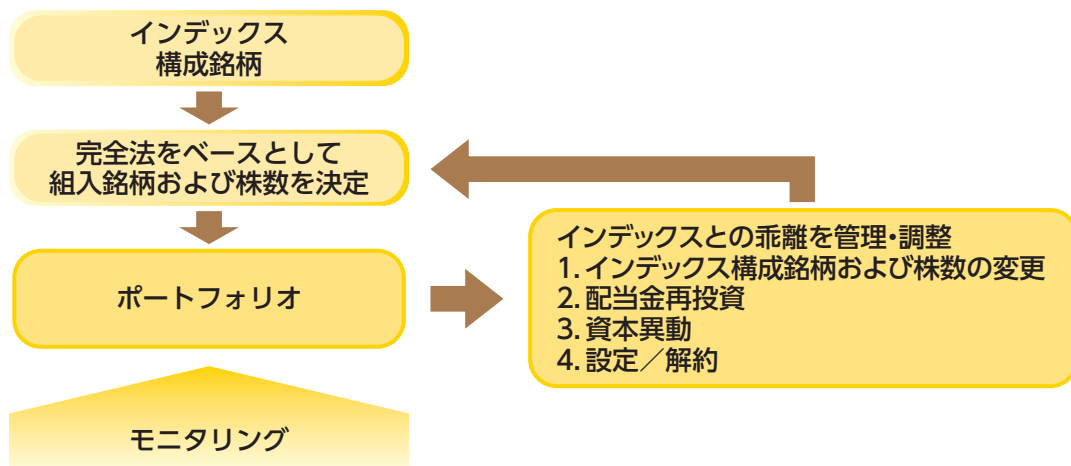 インデックス
構成銘柄
完全法をベースとして
組入銘柄および株数を決定
ポートフォリオ
インデックスとの乖離を管理・調整
1.インデックス構成銘柄および株数の変更
2.配当金再投資
3.資本異動
4.設定／解約
モニタリング